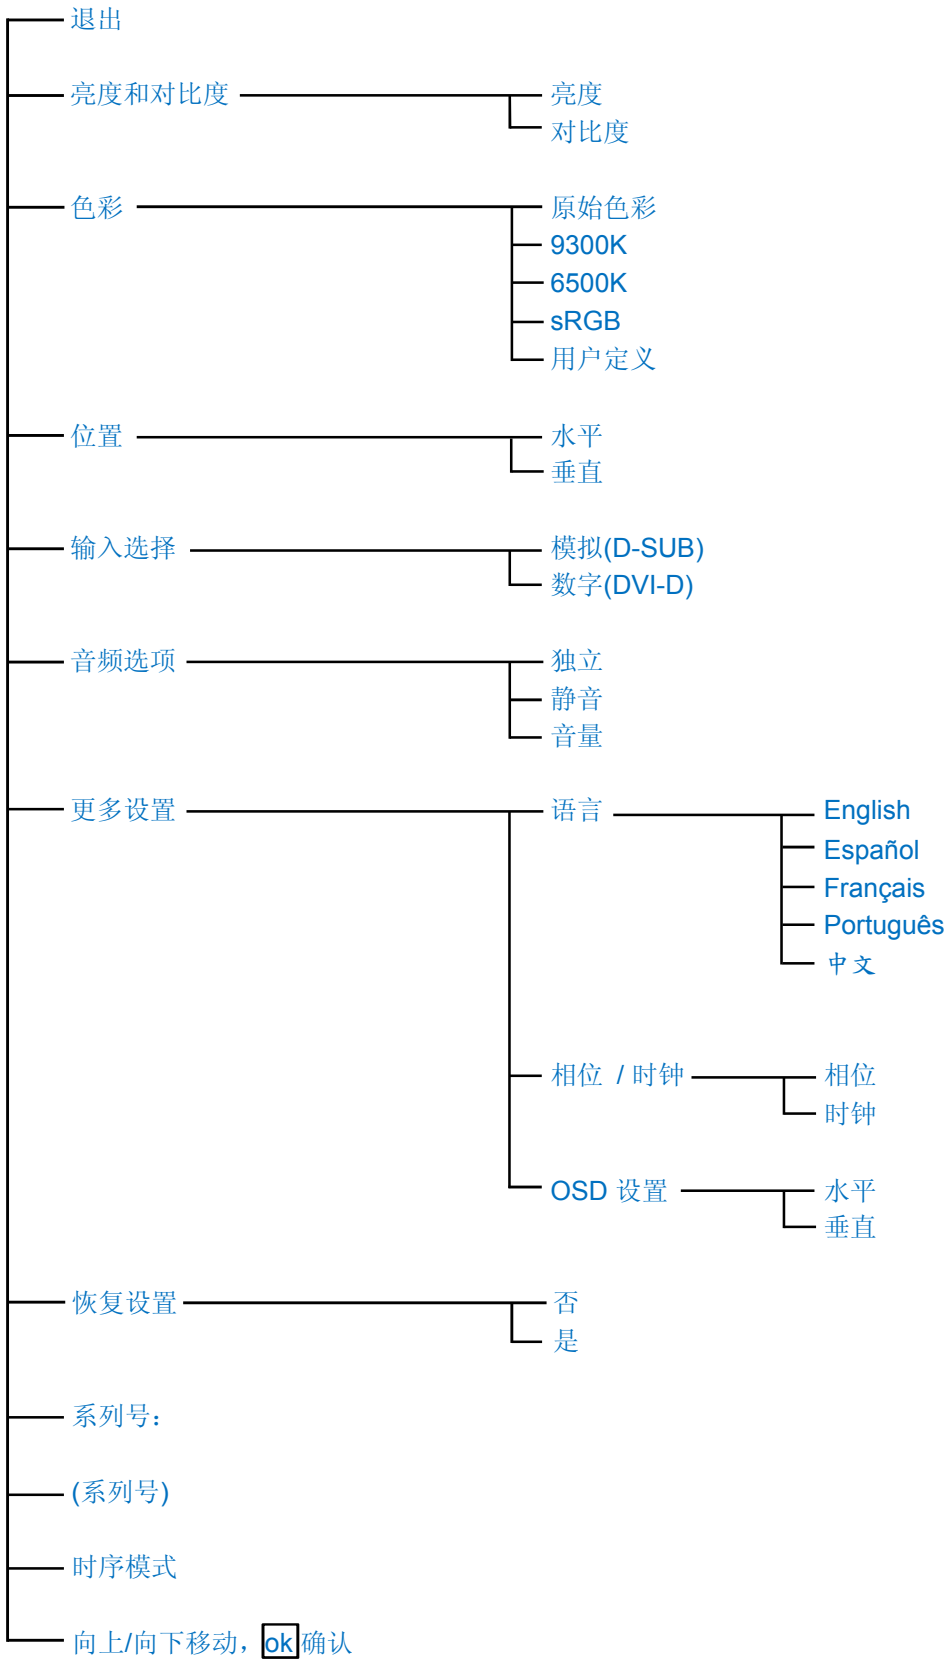 退出
亮度和对比度
亮度
对比度
色彩
原始色彩
9300K
6500K
sRGB
用户定义
位置
水平
垂直
输入选择
模拟(D-SUB)
数字(DVI-D)
音频选项
独立
静音
音量
更多设置
语言
English
Español
Français
Português
中文
相位 / 时钟
相位
时钟
OSD 设置
水平
垂直
恢复设置
否
是
系列号：
(系列号)
时序模式
向上/向下移动，ok确认